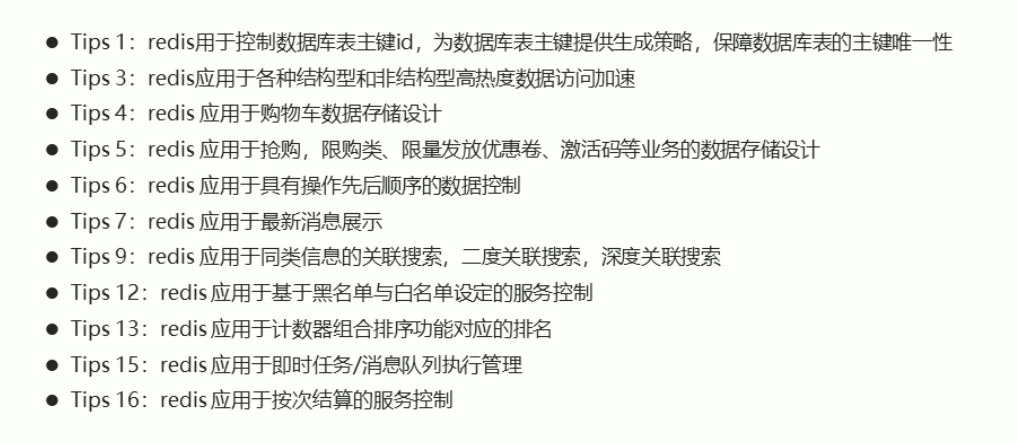 ● Tips 1：redis用于控制数据库表主键id，为数据库表主键提供生成策略，保障数据库表的主键唯一性
● Tips 3：redis应用于各种结构型和非结构型高热度数据访问加速
● Tips 4：redis 应用于购物车数据存储设计
● Tips 5：redis 应用于抢购，限购类、限量发放优惠卷、激活码等业务的数据存储设计
● Tips 6：redis 应用于具有操作先后顺序的数据控制
● Tips 7：redis 应用于最新消息展示
● Tips 9：redis 应用于同类信息的关联搜索，二度关联搜索，深度关联搜索
● Tips 12：redis 应用于基于黑名单与白名单设定的服务控制
● Tips 13：redis 应用于计数器组合排序功能对应的排名
● Tips 15：redis 应用于即时任务/消息队列执行管理
● Tips 16：redis 应用于按次结算的服务控制